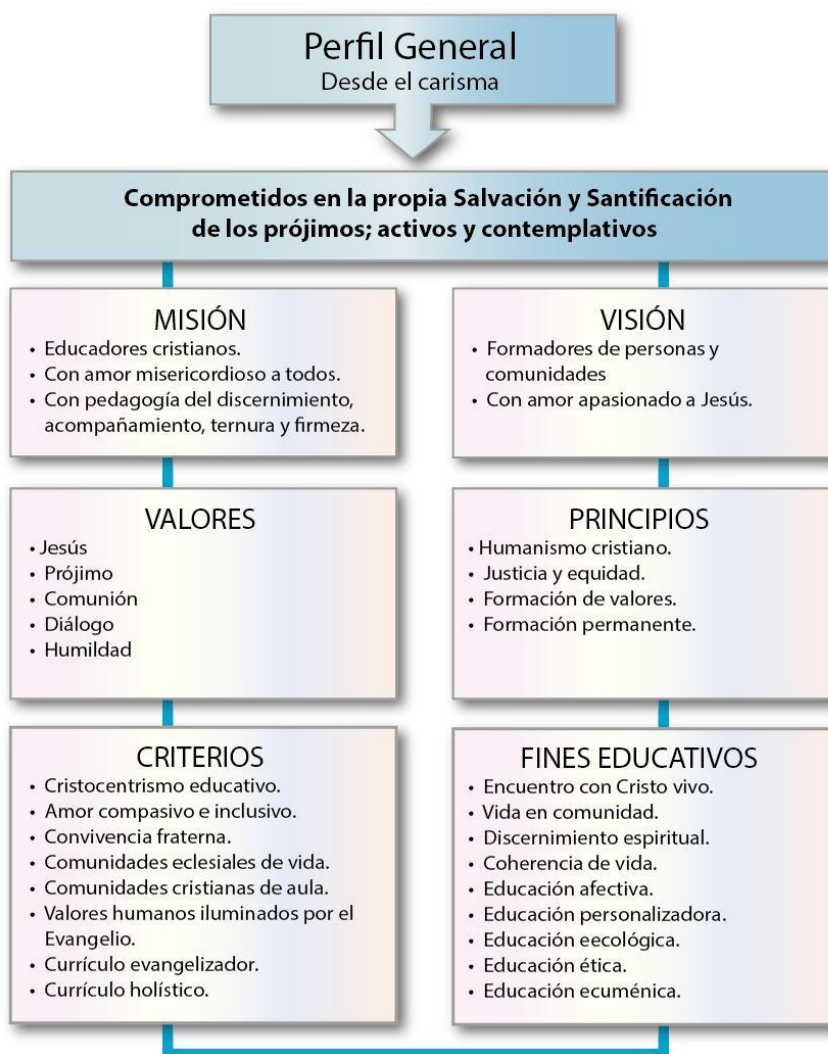 Perfil General
Desde el carisma
Comprometidos en la propia Salvación y Santificación
de los prójimos; activos y contemplativos
MISIÓN
• Educadores cristianos.
• Con amor misericordioso a todos.
• Con pedagogía del discernimiento,
acompañamiento, ternura y firmeza.
VISIÓN
• Formadores de personas y
comunidades
• Con amor apasionado a Jesús.
VALORES
• Jesús
• Prójimo
• Comunión
• Diálogo
• Humildad
PRINCIPIOS
• Humanismo cristiano.
• Justicia y equidad.
• Formación de valores.
• Formación permanente.
CRITERIOS
• Cristocentrismo educativo.
• Amor compasivo e inclusivo.
• Convivencia fraterna.
• Comunidades eclesiales de vida.
• Comunidades cristianas de aula.
• Valores humanos iluminados por el
Evangelio.
• Currículo evangelizador.
• Currículo holístico.
FINES EDUCATIVOS
• Encuentro con Cristo vivo.
• Vida en comunidad.
• Discernimiento espiritual.
• Coherencia de vida.
• Educación afectiva.
• Educación personalizadora.
• Educación eecológica.
• Educación ética.
• Educación ecuménica.